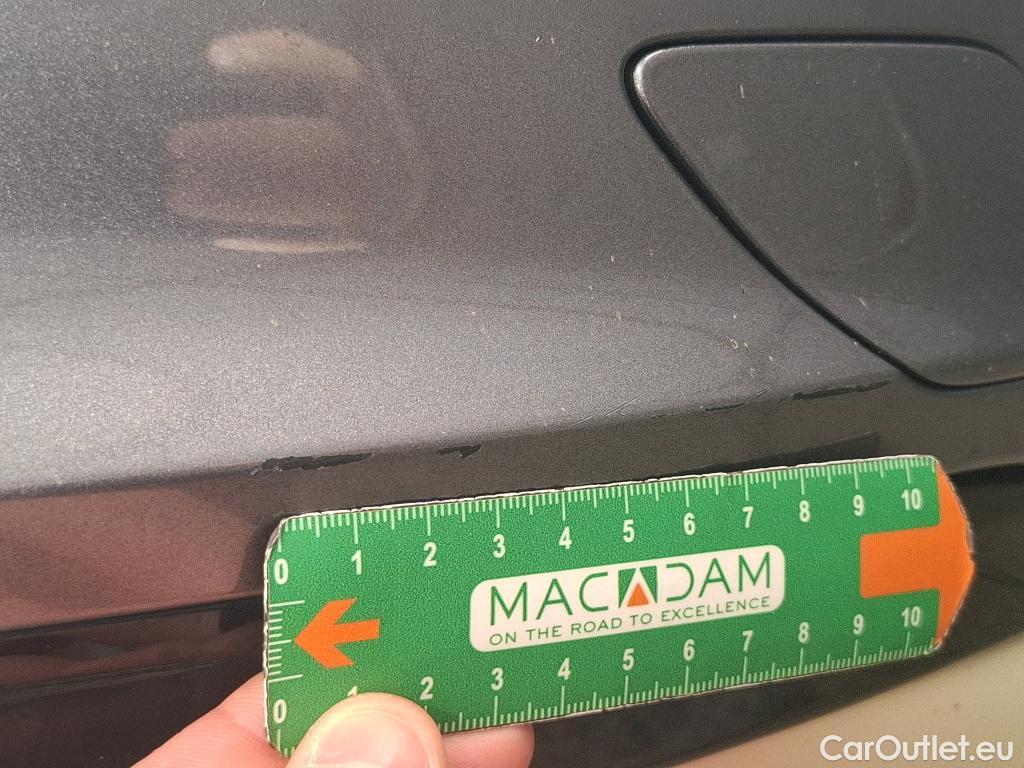 0 1 2 3 4 5 6 7 8 9 10
MACADAM
ON THE ROAD TO EXCELLENCE
0 1 2 3 4 5 6 7 8 9 10
CarOutlet.eu